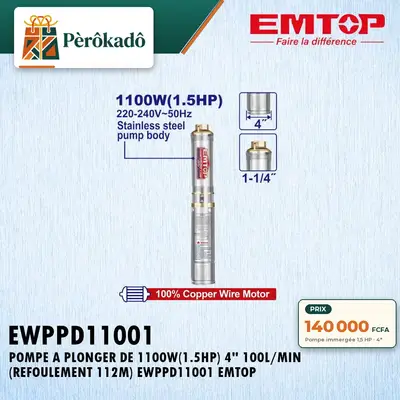 Pèrôkadô
EMTOP
Faire la différence
1100W(1.5HP)
220-240V~50Hz
Stainless steel
pump body
4"
1-1/4"
EMTOP
100% Copper Wire Motor
EWPPD11001
POMPE A PLONGER DE 1100W(1.5HP) 4" 100L/MIN
(REFOULEMENT 112M) EWPPD11001 EMTOP
PRIX
140 000 FCFA
Pompe immergée 1,5 HP - 4"